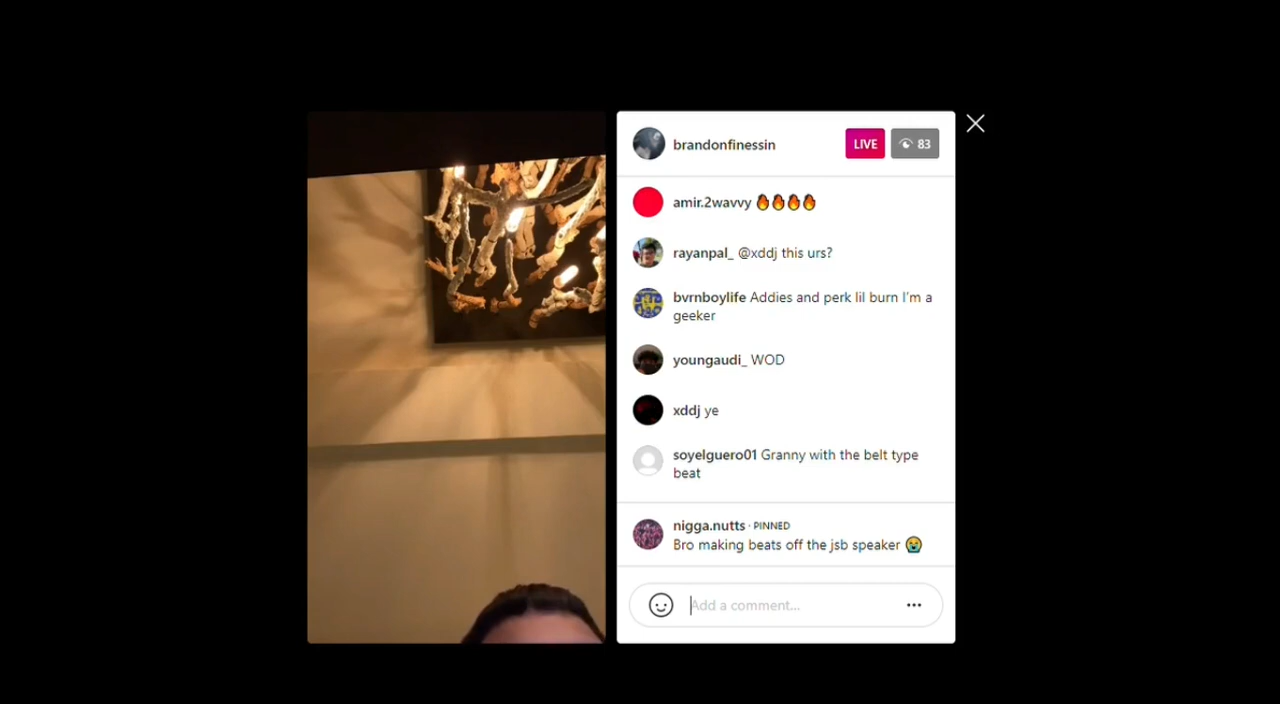 brandonfinessin
LIVE
83
amir.2wavvy 🔥🔥🔥🔥
rayanpal_ @xddj this urs?
bvrnboylife Addies and perk lil burn I'm a
geeker
youngaudi_ WOD
xddj ye
soyelguero01 Granny with the belt type
beat
nigga.nutts · PINNED
Bro making beats off the jsb speaker 😭
Add a comment...